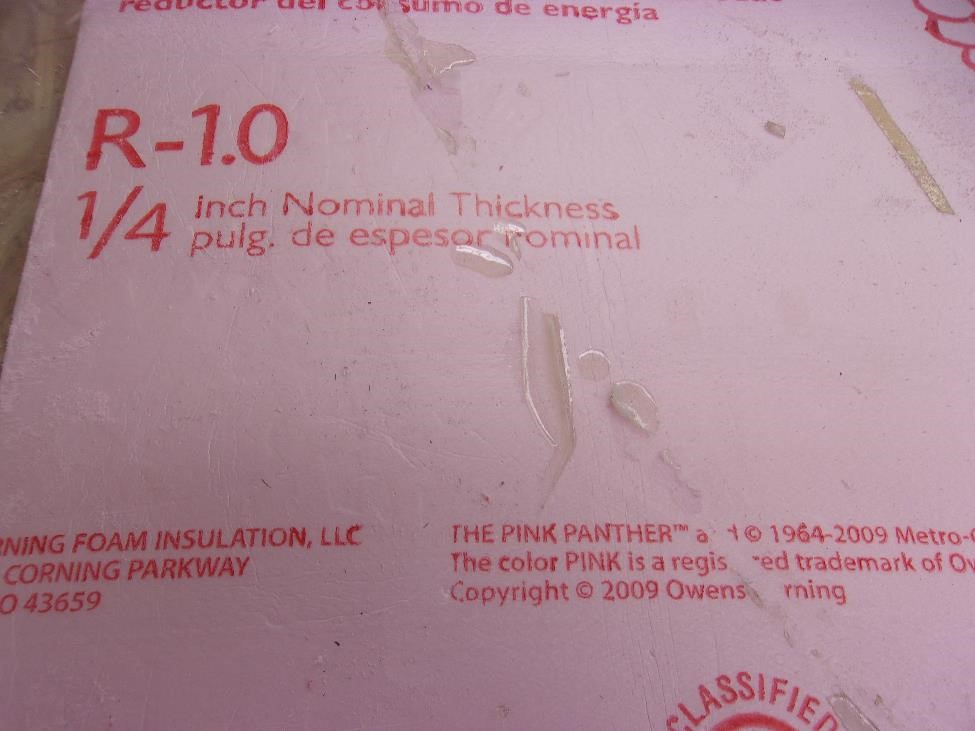 reductor del co sumo de energía
R-1.0
1/4 inch Nominal Thickness
pulg. de espesor nominal
RNING FOAM INSULATION, LLC
CORNING PARKWAY
O 43659
THE PINK PANTHER™ a d © 1964-2009 Metro-G
The color PINK is a regis ed trademark of Ow
Copyright © 2009 Owens rning
CLASSIFIED